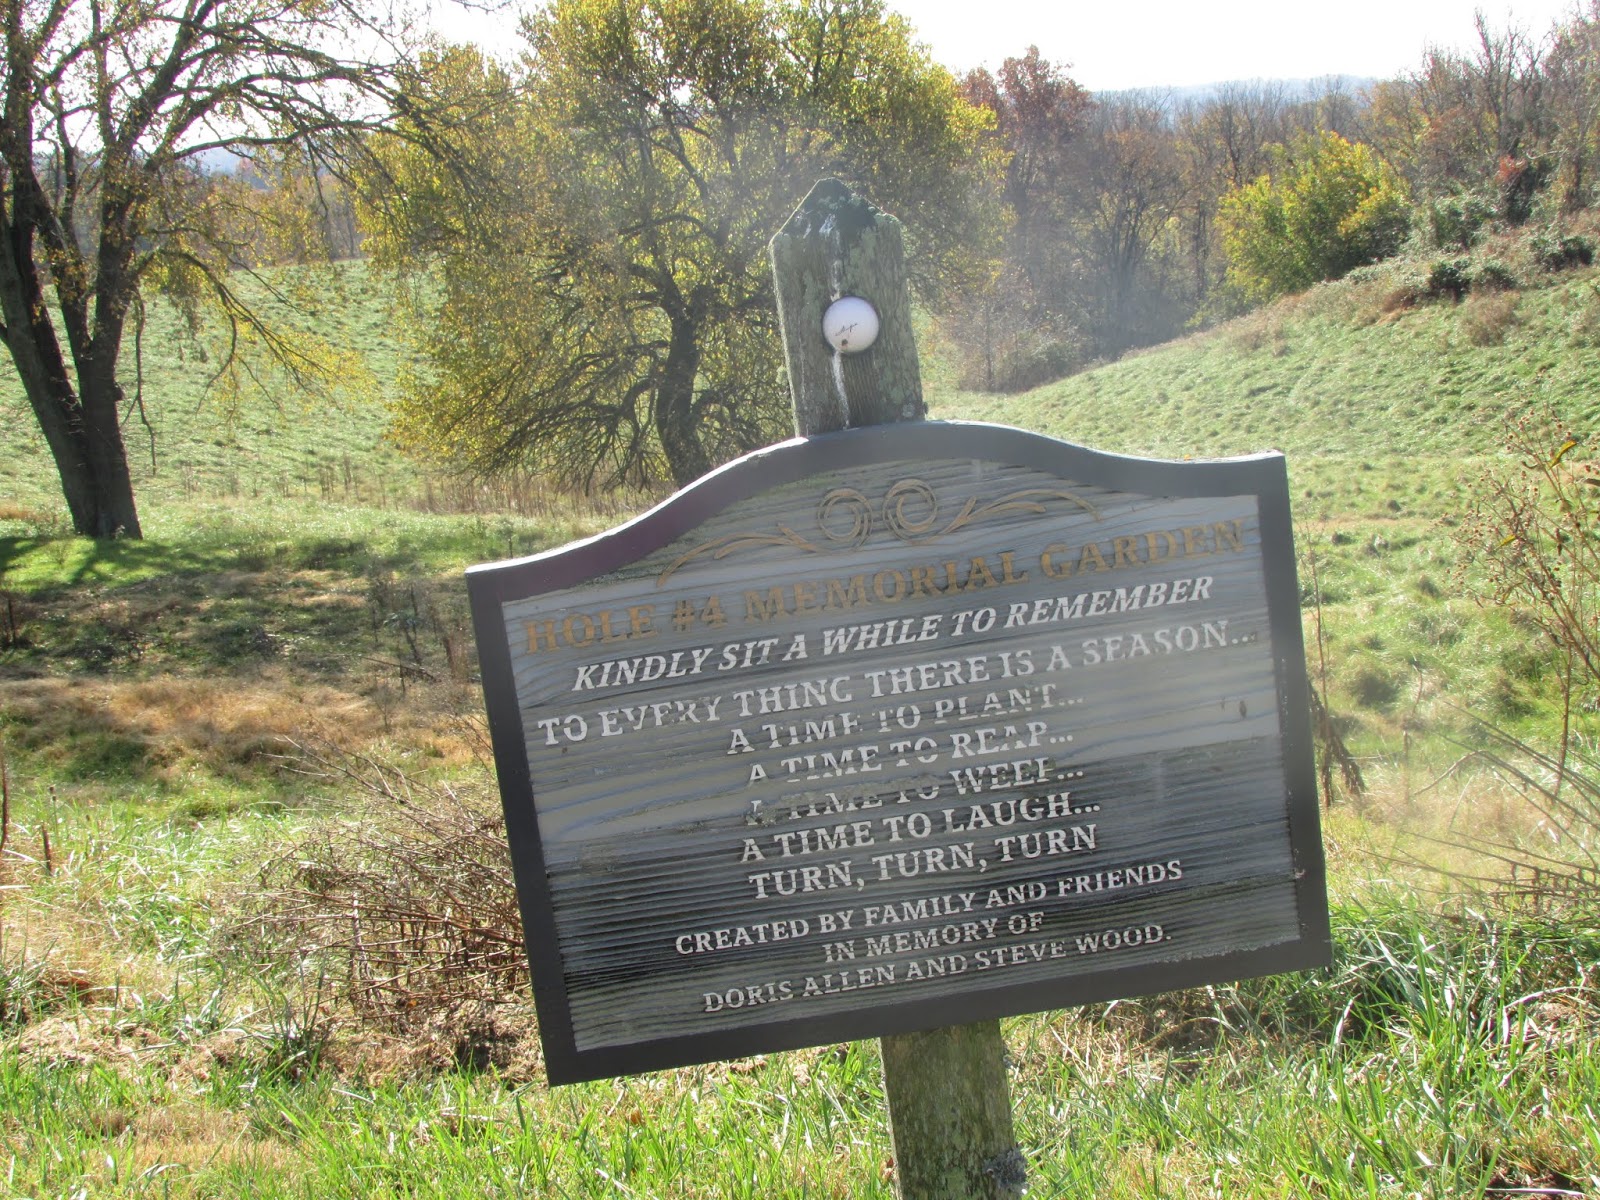 HOLE #4 MEMORIAL GARDEN
KINDLY SIT A WHILE TO REMEMBER
TO EVERY THING THERE IS A SEASON...
A TIME TO PLANT...
A TIME TO REAP...
A TIME TO WEEP...
A TIME TO LAUGH...
TURN, TURN, TURN
CREATED BY FAMILY AND FRIENDS
IN MEMORY OF
DORIS ALLEN AND STEVE WOOD.